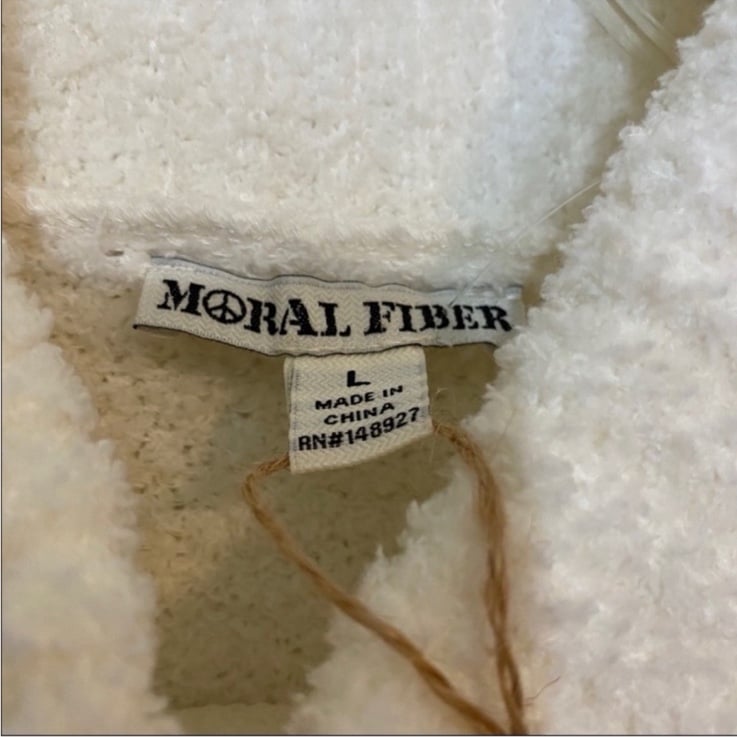 MORAL FIBER
L
MADE IN
CHINA
RN#148927